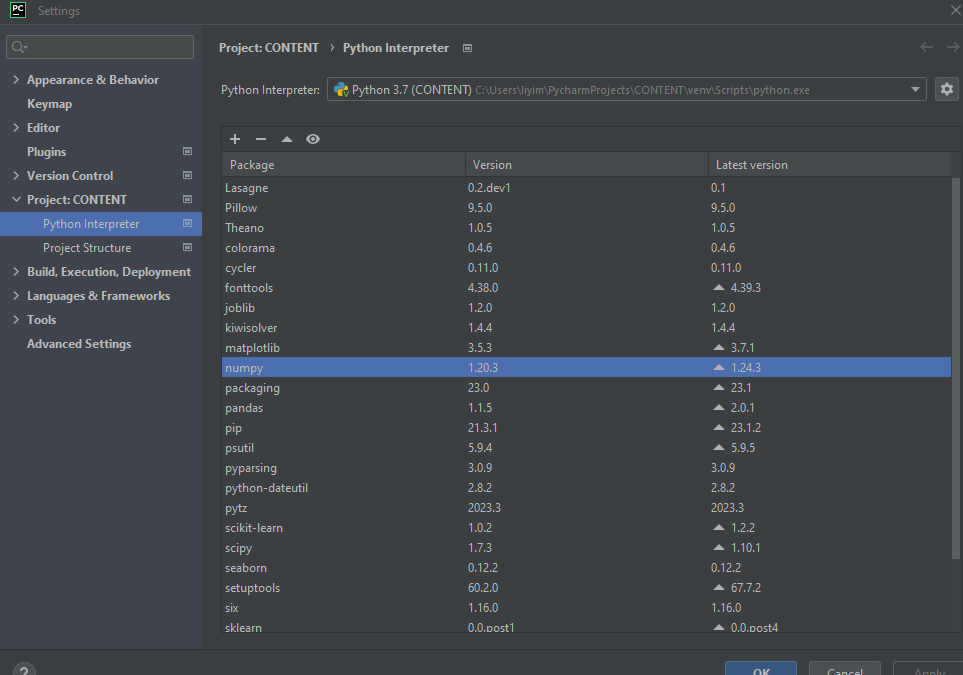 PC Settings
Project: CONTENT › Python Interpreter
Python Interpreter: Python 3.7 (CONTENT) C:\Users\liyim\PycharmProjects\CONTENT\venv\Scripts\python.exe
Appearance & Behavior
Keymap
Editor
Plugins
Version Control
Project: CONTENT
Python Interpreter
Project Structure
Build, Execution, Deployment
Languages & Frameworks
Tools
Advanced Settings
Package Version Latest version
Lasagne 0.2.dev1 0.1
Pillow 9.5.0 9.5.0
Theano 1.0.5 1.0.5
colorama 0.4.6 0.4.6
cycler 0.11.0 0.11.0
fonttools 4.38.0 4.39.3
joblib 1.2.0 1.2.0
kiwisolver 1.4.4 1.4.4
matplotlib 3.5.3 3.7.1
numpy 1.20.3 1.24.3
packaging 23.0 23.1
pandas 1.1.5 2.0.1
pip 21.3.1 23.1.2
psutil 5.9.4 5.9.5
pyparsing 3.0.9 3.0.9
python-dateutil 2.8.2 2.8.2
pytz 2023.3 2023.3
scikit-learn 1.0.2 1.2.2
scipy 1.7.3 1.10.1
seaborn 0.12.2 0.12.2
setuptools 60.2.0 67.7.2
six 1.16.0 1.16.0
sklearn 0.0.post1 0.0.post4
? OK Cancel Apply